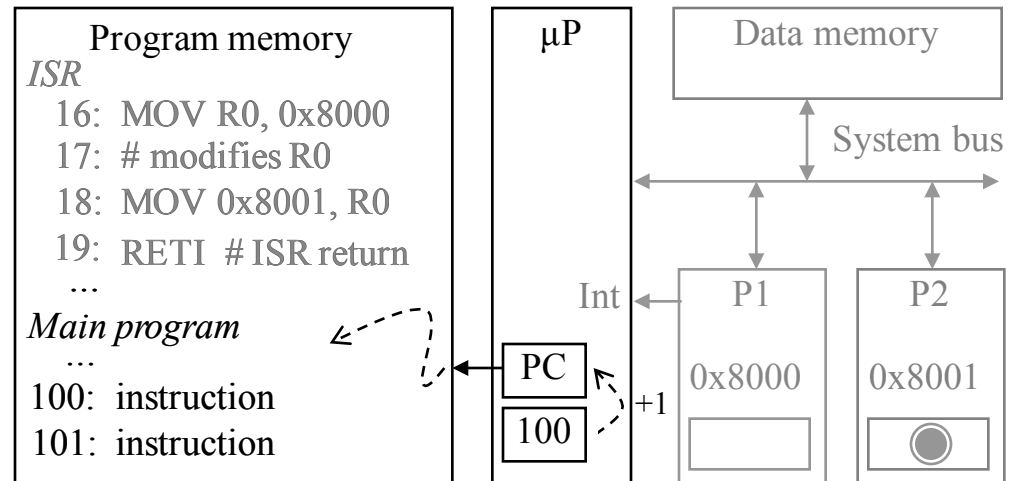 Program memory
ISR
16: MOV R0, 0x8000
17: # modifies R0
18: MOV 0x8001, R0
19: RETI # ISR return
...
Main program
...
100: instruction
101: instruction
µP
Int
PC
100
+1
Data memory
System bus
P1
0x8000
P2
0x8001